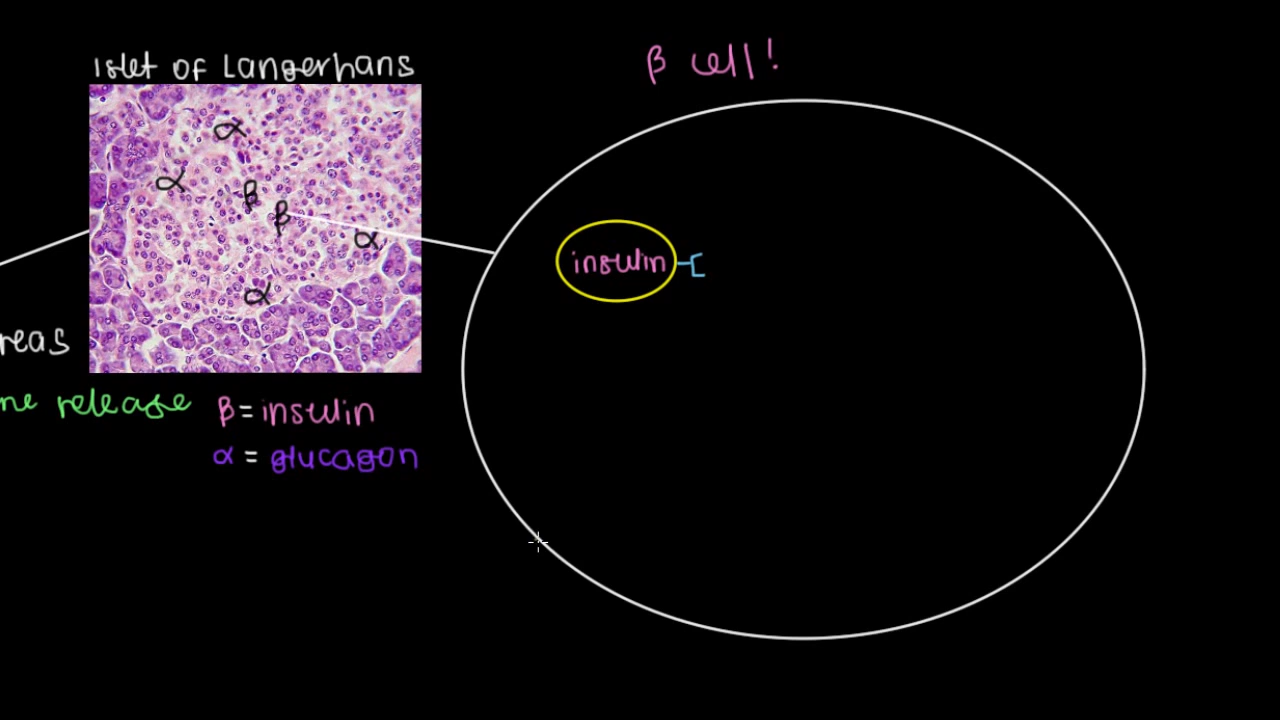 Islet of Langerhans
β cell!
α
α
β
β
α
α
insulin
reas
ne release
β = insulin
α = glucagon